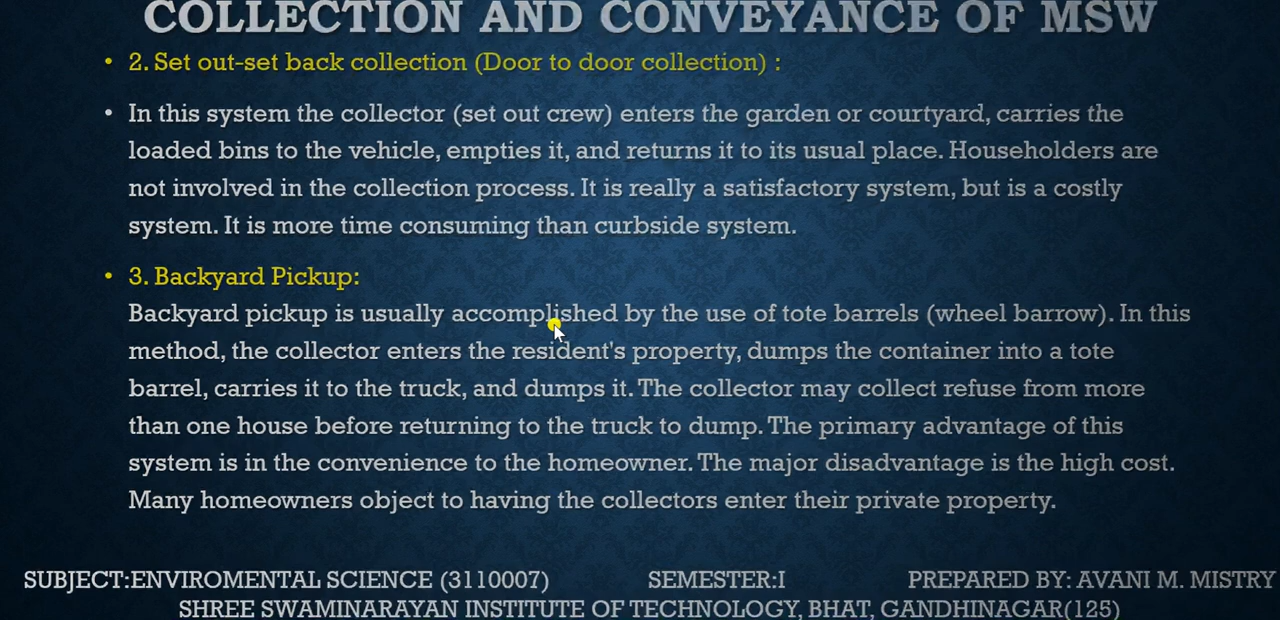 COLLECTION AND CONVEYANCE OF MSW
• 2. Set out-set back collection (Door to door collection) :
• In this system the collector (set out crew) enters the garden or courtyard, carries the
loaded bins to the vehicle, empties it, and returns it to its usual place. Householders are
not involved in the collection process. It is really a satisfactory system, but is a costly
system. It is more time consuming than curbside system.
• 3. Backyard Pickup:
Backyard pickup is usually accomplished by the use of tote barrels (wheel barrow). In this
method, the collector enters the resident's property, dumps the container into a tote
barrel, carries it to the truck, and dumps it. The collector may collect refuse from more
than one house before returning to the truck to dump. The primary advantage of this
system is in the convenience to the homeowner. The major disadvantage is the high cost.
Many homeowners object to having the collectors enter their private property.
SUBJECT:ENVIROMENTAL SCIENCE (3110007) SEMESTER:I PREPARED BY: AVANI M. MISTRY
SHREE SWAMINARAYAN INSTITUTE OF TECHNOLOGY, BHAT, GANDHINAGAR(125)